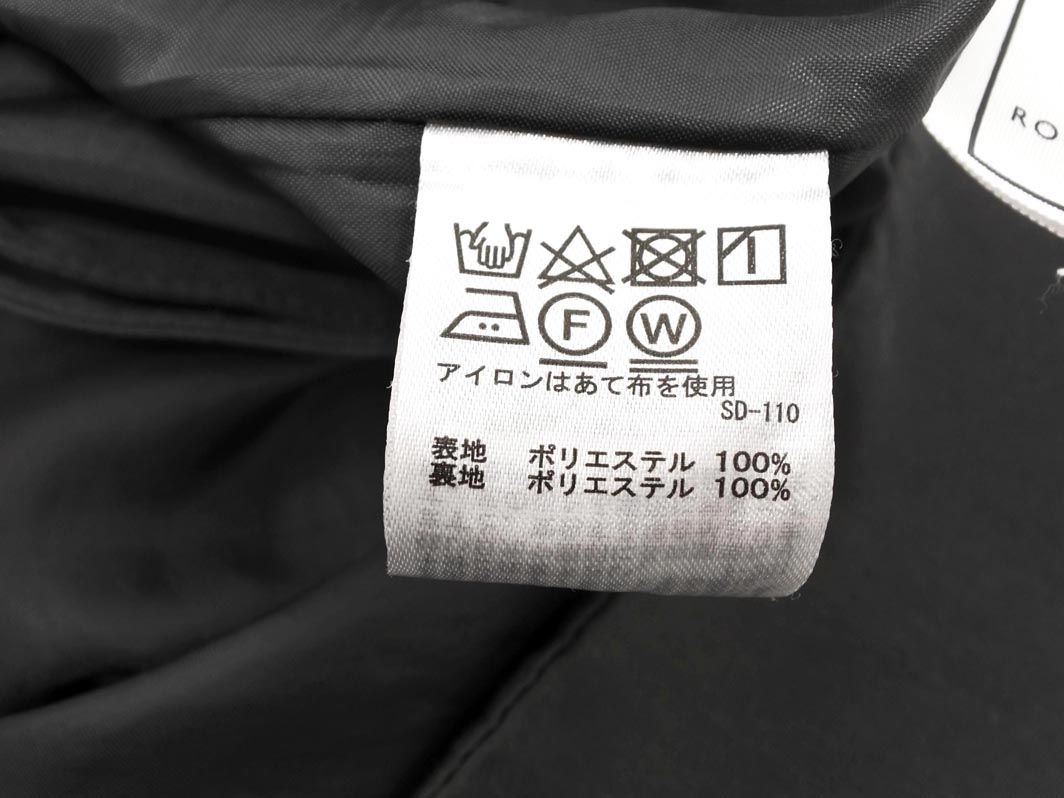 RO
F W
アイロンはあて布を使用
SD-110
表地 ポリエステル 100%
裏地 ポリエステル 100%